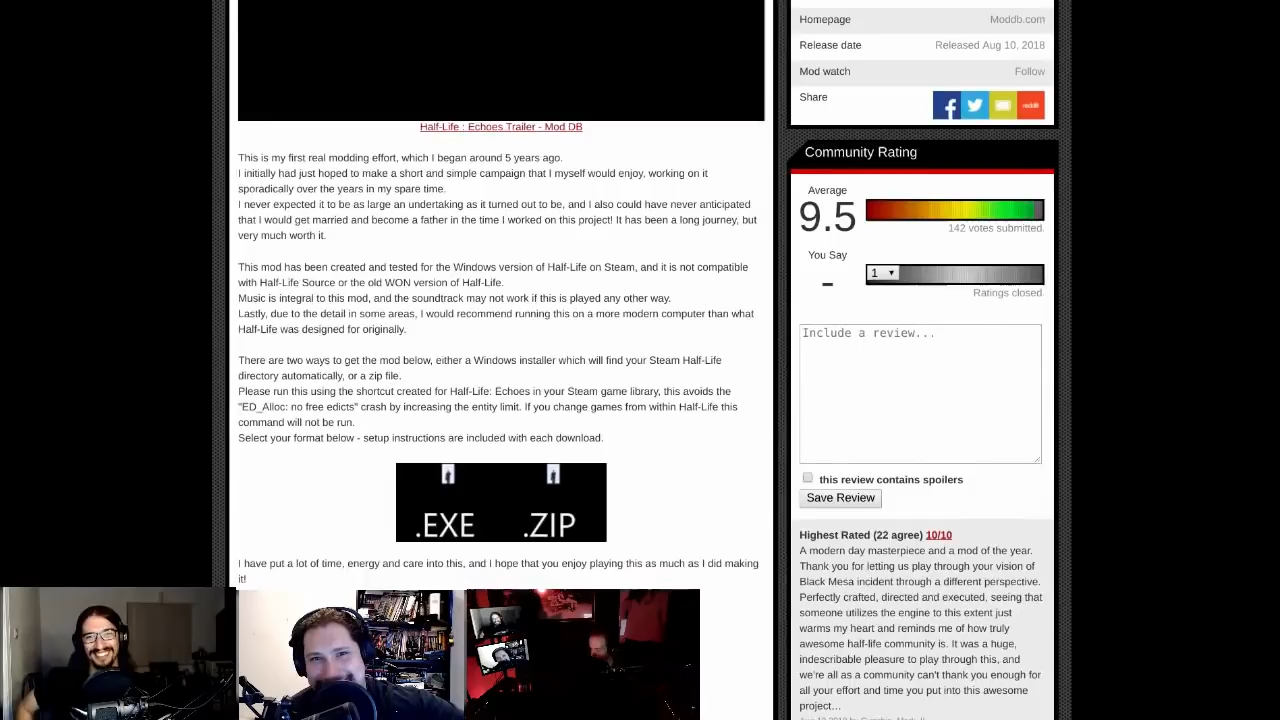 Half-Life : Echoes Trailer - Mod DB
This is my first real modding effort, which I began around 5 years ago.
I initially had just hoped to make a short and simple campaign that I myself would enjoy, working on it
sporadically over the years in my spare time.
I never expected it to be as large an undertaking as it turned out to be, and I also could have never anticipated
that I would get married and become a father in the time I worked on this project! It has been a long journey, but
very much worth it.
This mod has been created and tested for the Windows version of Half-Life on Steam, and it is not compatible
with Half-Life Source or the old WON version of Half-Life.
Music is integral to this mod, and the soundtrack may not work if this is played any other way.
Lastly, due to the detail in some areas, I would recommend running this on a more modern computer than what
Half-Life was designed for originally.
There are two ways to get the mod below, either a Windows installer which will find your Steam Half-Life
directory automatically, or a zip file.
Please run this using the shortcut created for Half-Life: Echoes in your Steam game library, this avoids the
"ED_Alloc: no free edicts" crash by increasing the entity limit. If you change games from within Half-Life this
command will not be run.
Select your format below - setup instructions are included with each download.
.EXE .ZIP
I have put a lot of time, energy and care into this, and I hope that you enjoy playing this as much as I did making
it!
Homepage Moddb.com
Release date Released Aug 10, 2018
Mod watch Follow
Share reddit
Community Rating
Average
9.5
142 votes submitted.
You Say
-
1
Ratings closed.
Include a review...
this review contains spoilers
Save Review
Highest Rated (22 agree) 10/10
A modern day masterpiece and a mod of the year.
Thank you for letting us play through your vision of
Black Mesa incident through a different perspective.
Perfectly crafted, directed and executed, seeing that
someone utilizes the engine to this extent just
warms my heart and reminds me of how truly
awesome half-life community is. It was a huge,
indescribable pleasure to play through this, and
we're all as a community can't thank you enough for
all your effort and time you put into this awesome
project…